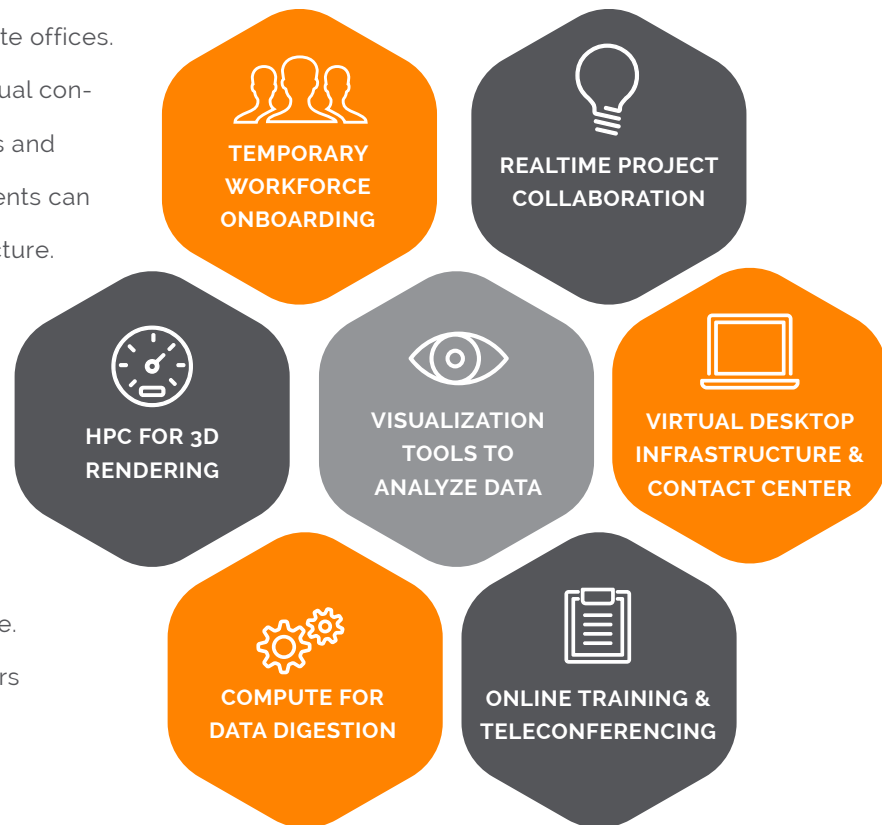 te offices.
ual con-
s and
ents can
cture.
e.
rs
TEMPORARY
WORKFORCE
ONBOARDING
REALTIME PROJECT
COLLABORATION
HPC FOR 3D
RENDERING
VISUALIZATION
TOOLS TO
ANALYZE DATA
VIRTUAL DESKTOP
INFRASTRUCTURE &
CONTACT CENTER
COMPUTE FOR
DATA DIGESTION
ONLINE TRAINING &
TELECONFERENCING